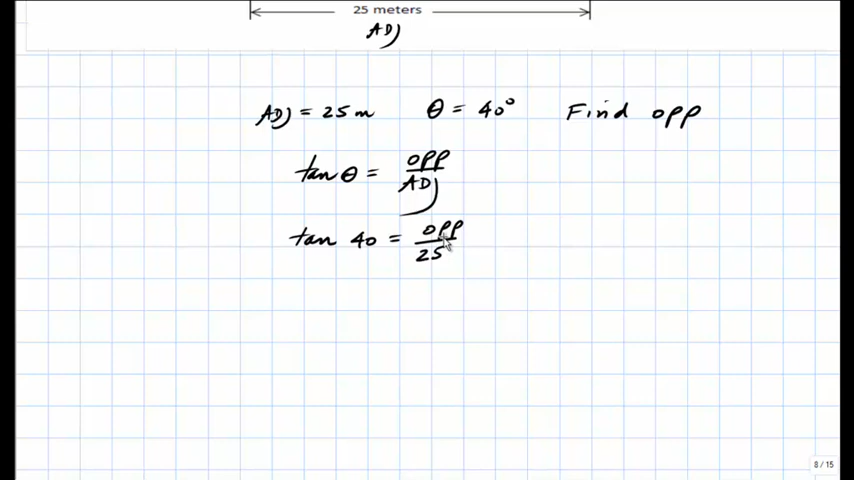 25 meters
ADJ
ADJ = 25 m θ = 40° Find opp
tan θ = OPP / ADJ
tan 40 = OPP / 25
8 / 15